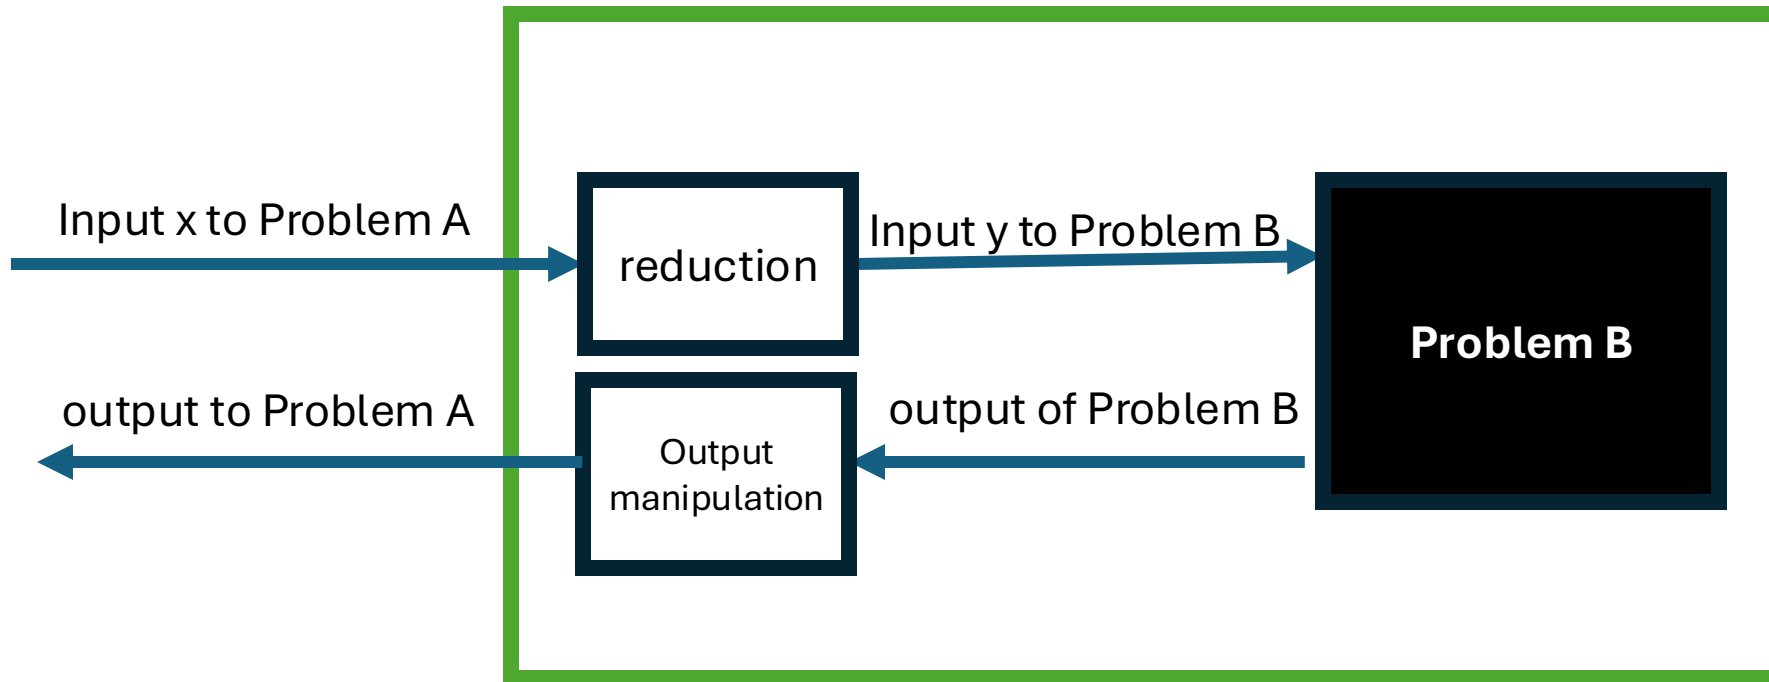 Input x to Problem A
reduction
Input y to Problem B
Problem B
output to Problem A
Output
manipulation
output of Problem B